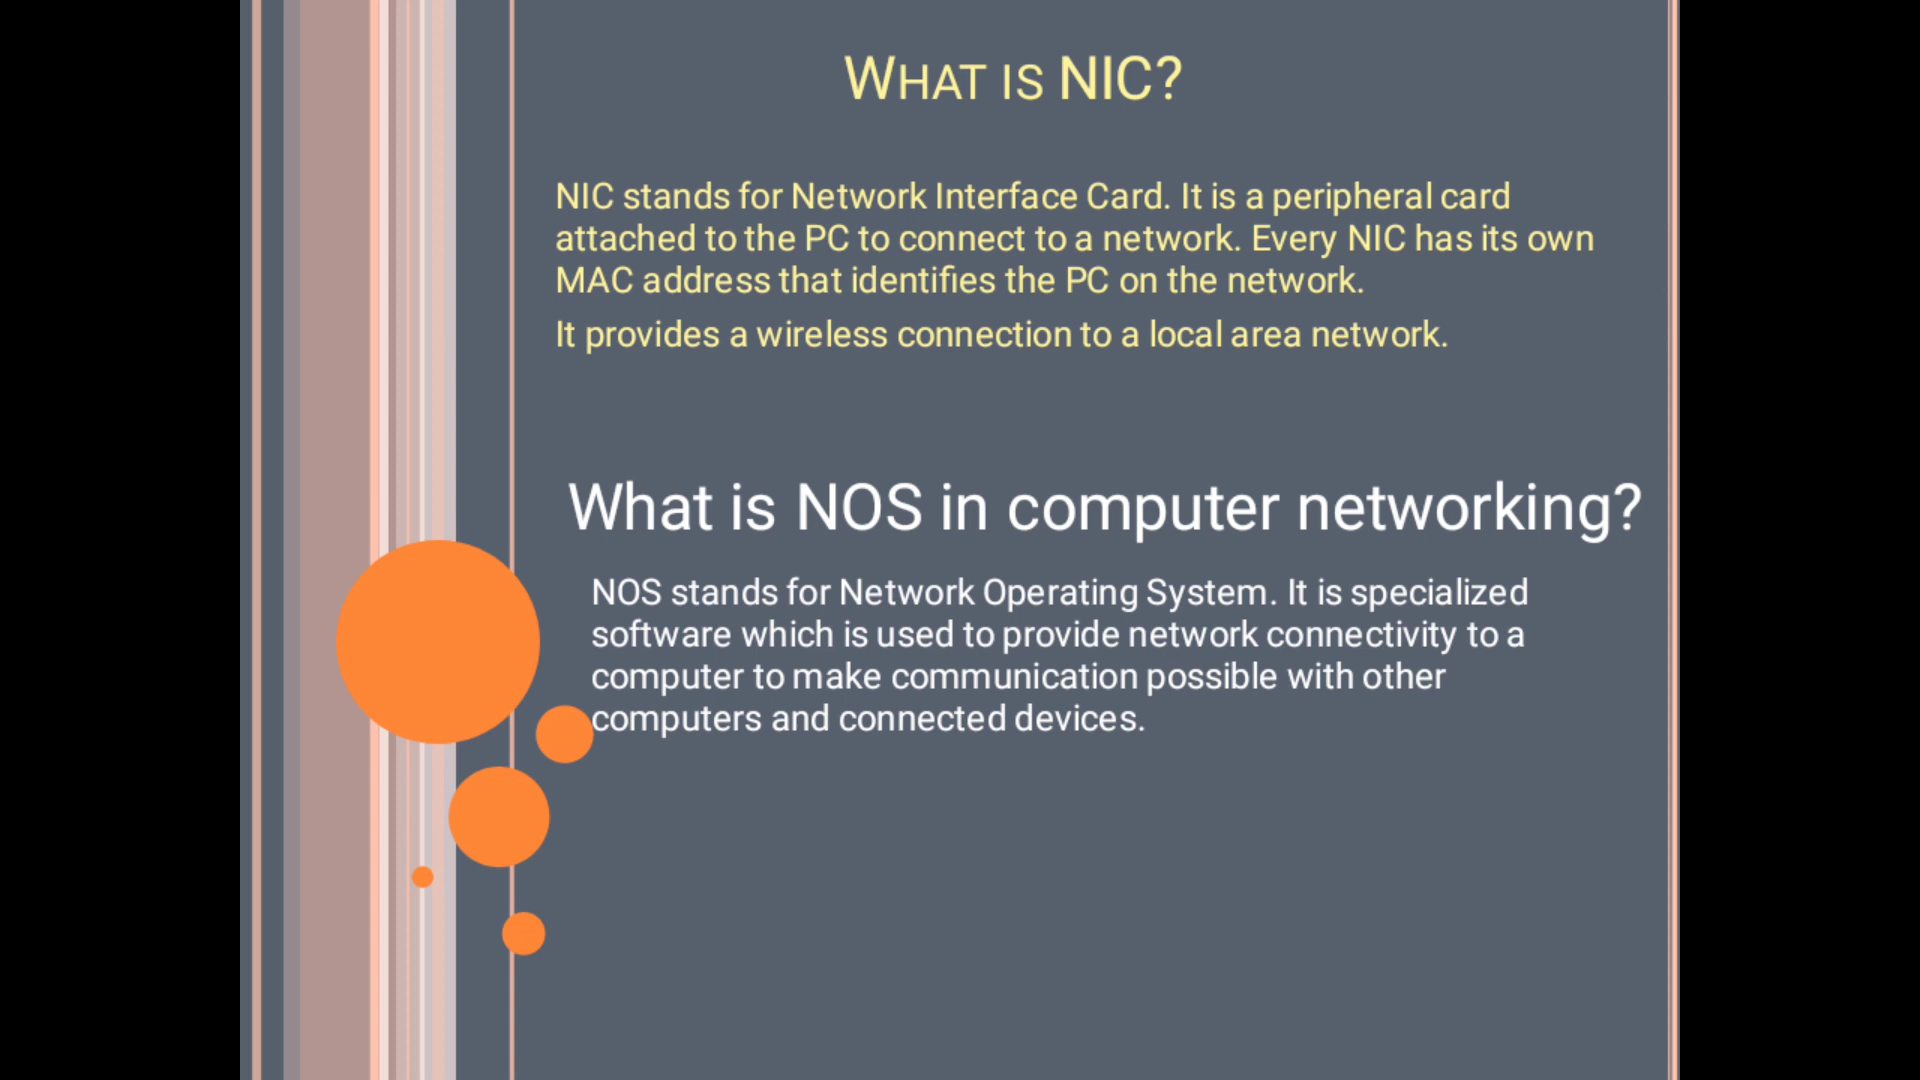 WHAT IS NIC?
NIC stands for Network Interface Card. It is a peripheral card
attached to the PC to connect to a network. Every NIC has its own
MAC address that identifies the PC on the network.
It provides a wireless connection to a local area network.
What is NOS in computer networking?
NOS stands for Network Operating System. It is specialized
software which is used to provide network connectivity to a
computer to make communication possible with other
computers and connected devices.